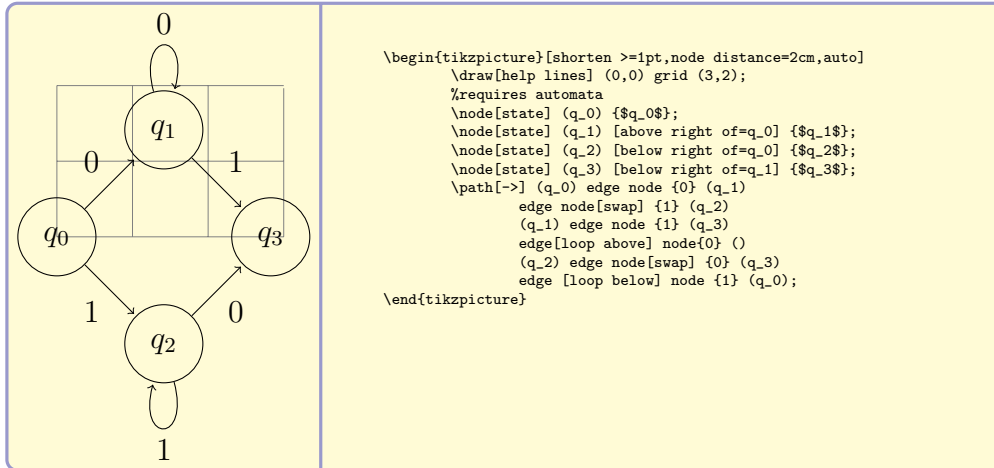 0
q1
0
1
q0
q3
1
0
q2
1
\begin{tikzpicture}[shorten >=1pt,node distance=2cm,auto]
\draw[help lines] (0,0) grid (3,2);
%requires automata
\node[state] (q_0) {$q_0$};
\node[state] (q_1) [above right of=q_0] {$q_1$};
\node[state] (q_2) [below right of=q_0] {$q_2$};
\node[state] (q_3) [below right of=q_1] {$q_3$};
\path[->] (q_0) edge node {0} (q_1)
edge node[swap] {1} (q_2)
(q_1) edge node {1} (q_3)
edge[loop above] node{0} ()
(q_2) edge node[swap] {0} (q_3)
edge [loop below] node {1} (q_0);
\end{tikzpicture}